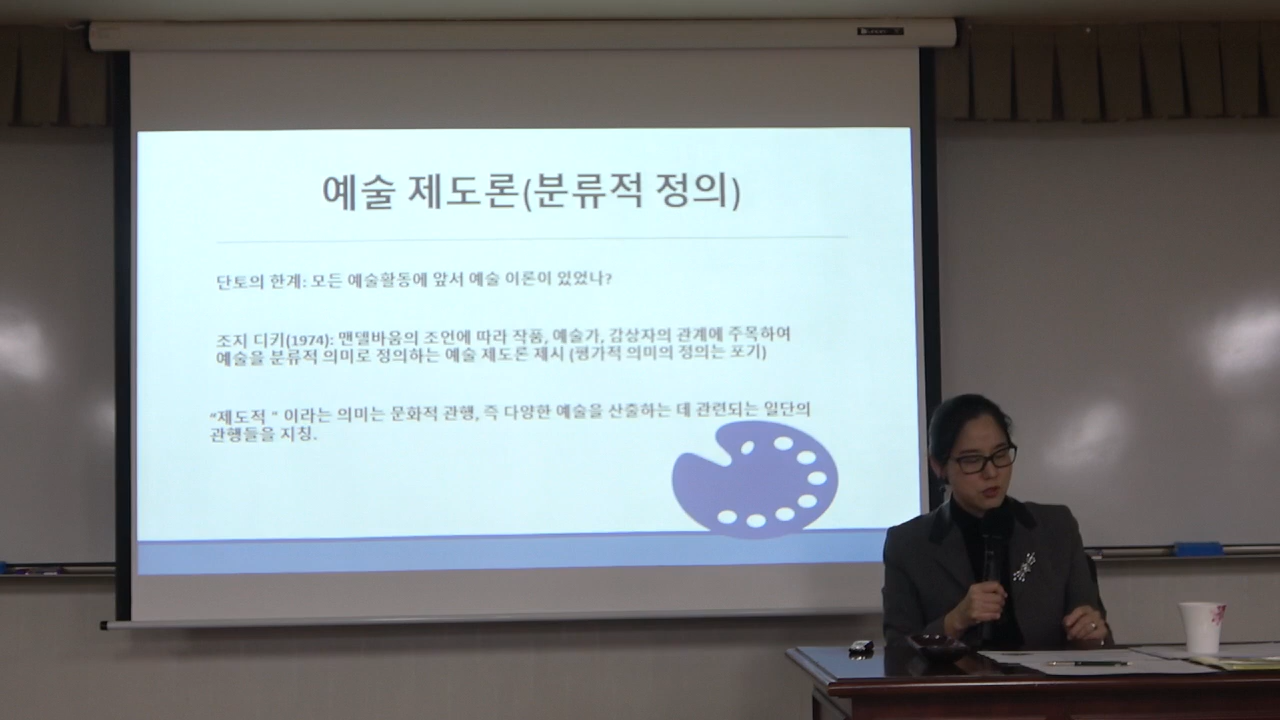 예술 제도론(분류적 정의)
단토의 한계: 모든 예술활동에 앞서 예술 이론이 있었나?
조지 디키(1974): 맨델바움의 조언에 따라 작품, 예술가, 감상자의 관계에 주목하여
예술을 분류적 의미로 정의하는 예술 제도론 제시 (평가적 의미의 정의는 포기)
“제도적 “ 이라는 의미는 문화적 관행, 즉 다양한 예술을 산출하는 데 관련되는 일단의
관행들을 지칭.